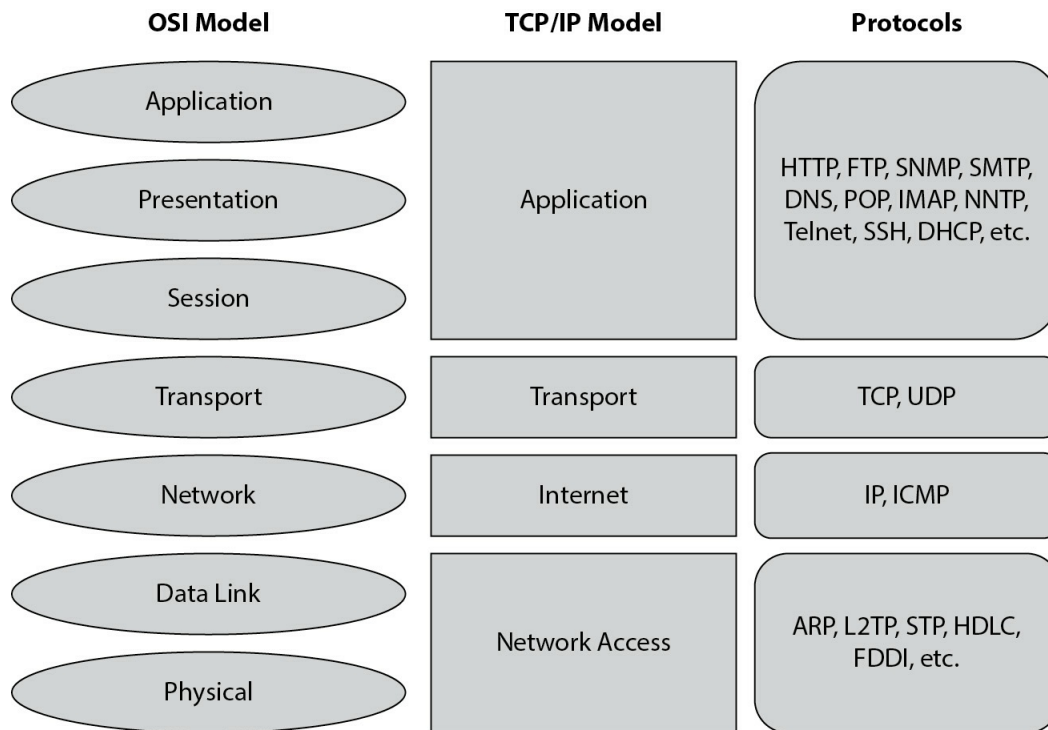 OSI Model
TCP/IP Model
Protocols
Application
Presentation
Session
Transport
Network
Data Link
Physical
Application
Transport
Internet
Network Access
HTTP, FTP, SNMP, SMTP,
DNS, POP, IMAP, NNTP,
Telnet, SSH, DHCP, etc.
TCP, UDP
IP, ICMP
ARP, L2TP, STP, HDLC,
FDDI, etc.